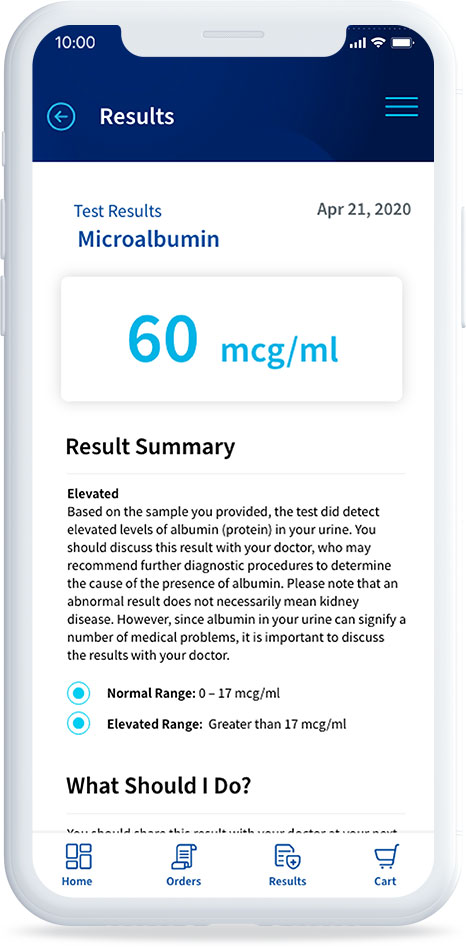 10:00
Results
Test Results
Apr 21, 2020
Microalbumin
60 mcg/ml
Result Summary
Elevated
Based on the sample you provided, the test did detect
elevated levels of albumin (protein) in your urine. You
should discuss this result with your doctor, who may
recommend further diagnostic procedures to determine
the cause of the presence of albumin. Please note that an
abnormal result does not necessarily mean kidney
disease. However, since albumin in your urine can signify a
number of medical problems, it is important to discuss
the results with your doctor.
Normal Range: 0 – 17 mcg/ml
Elevated Range: Greater than 17 mcg/ml
What Should I Do?
You should share this result with your doctor at your next
Home
Orders
Results
Cart